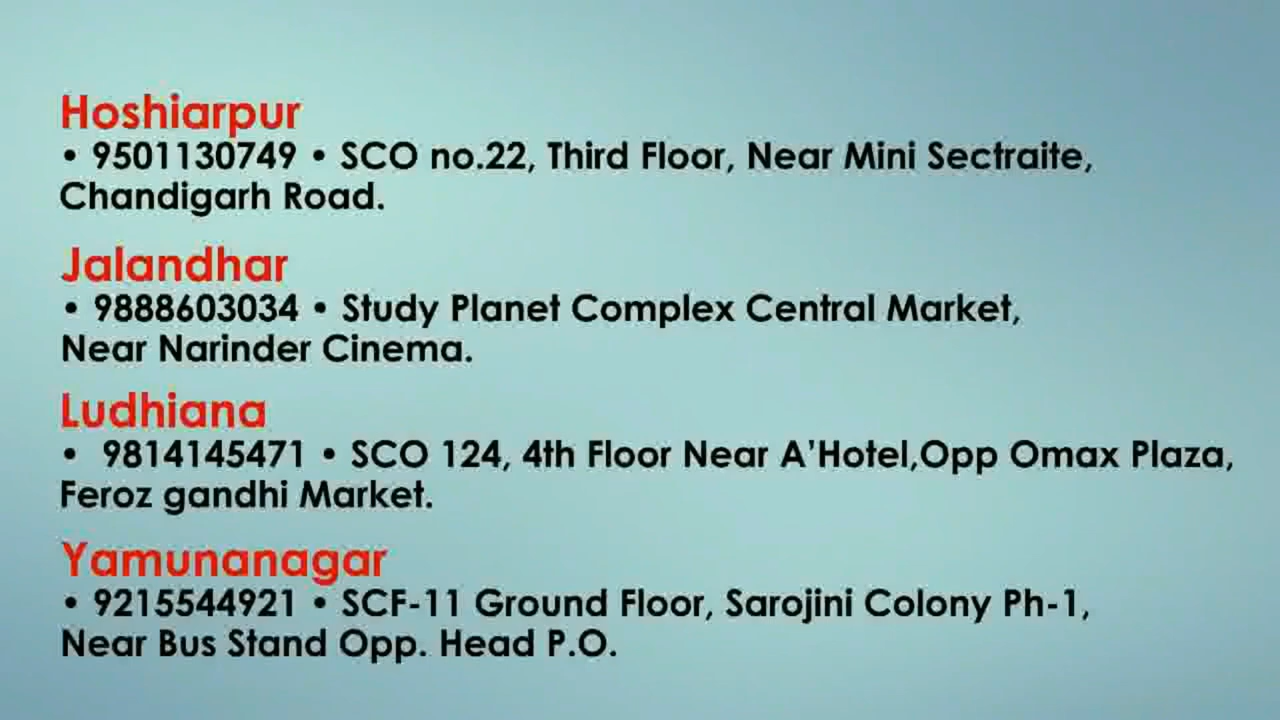 Hoshiarpur
• 9501130749 • SCO no.22, Third Floor, Near Mini Sectraite,
Chandigarh Road.
Jalandhar
• 9888603034 • Study Planet Complex Central Market,
Near Narinder Cinema.
Ludhiana
• 9814145471 • SCO 124, 4th Floor Near A'Hotel,Opp Omax Plaza,
Feroz gandhi Market.
Yamunanagar
• 9215544921 • SCF-11 Ground Floor, Sarojini Colony Ph-1,
Near Bus Stand Opp. Head P.O.